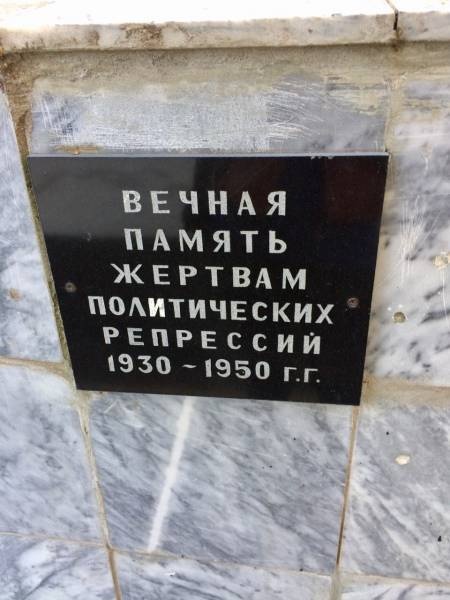 ВЕЧНАЯ
ПАМЯТЬ
ЖЕРТВАМ
ПОЛИТИЧЕСКИХ
РЕПРЕССИЙ
1930 ~ 1950 г.г.